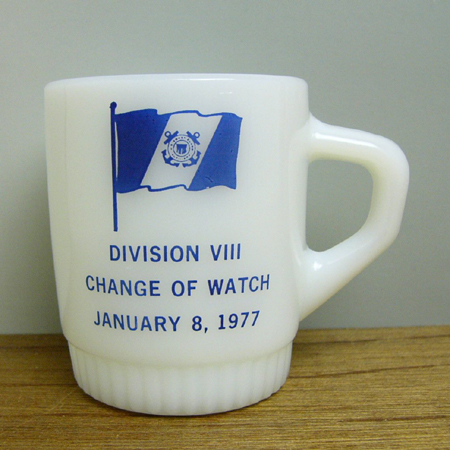 DIVISION VIII
CHANGE OF WATCH
JANUARY 8, 1977